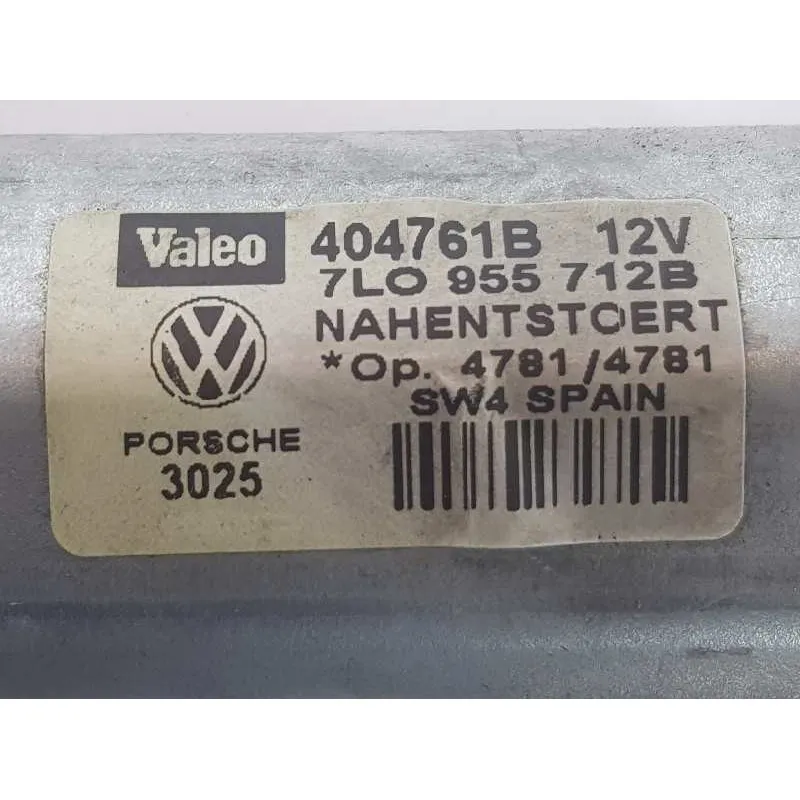 Valeo 404761B 12V
7LO 955 712B
NAHENTSTOERT
*Op. 4781/4781
SW4 SPAIN
PORSCHE
3025